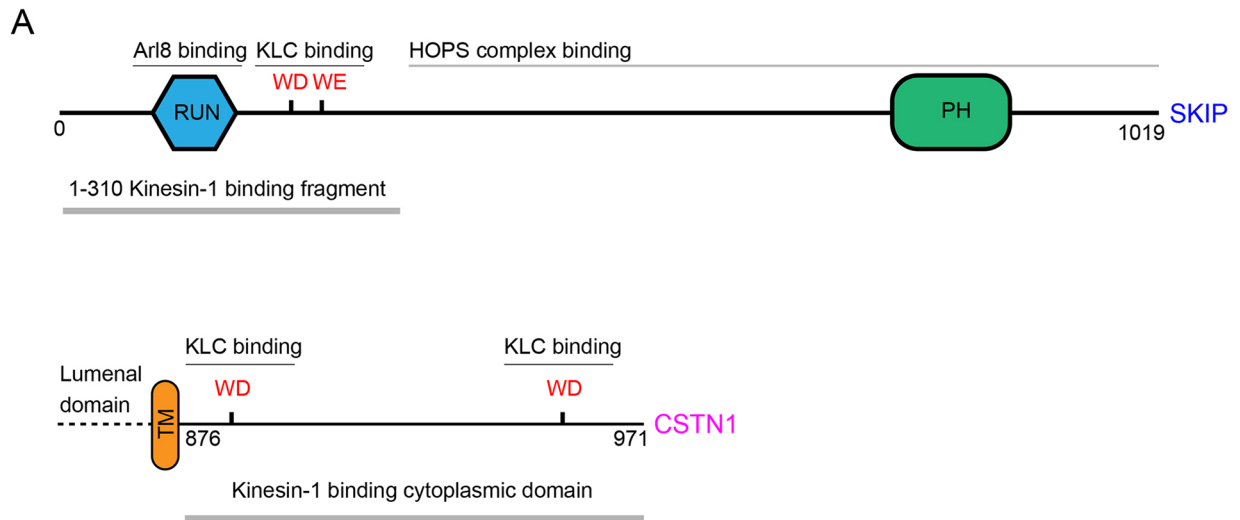 A
Arl8 binding KLC binding HOPS complex binding
WD WE
RUN PH
SKIP
0 1019
1-310 Kinesin-1 binding fragment
KLC binding KLC binding
Lumenal
domain
WD WD
TM
CSTN1
876 971
Kinesin-1 binding cytoplasmic domain